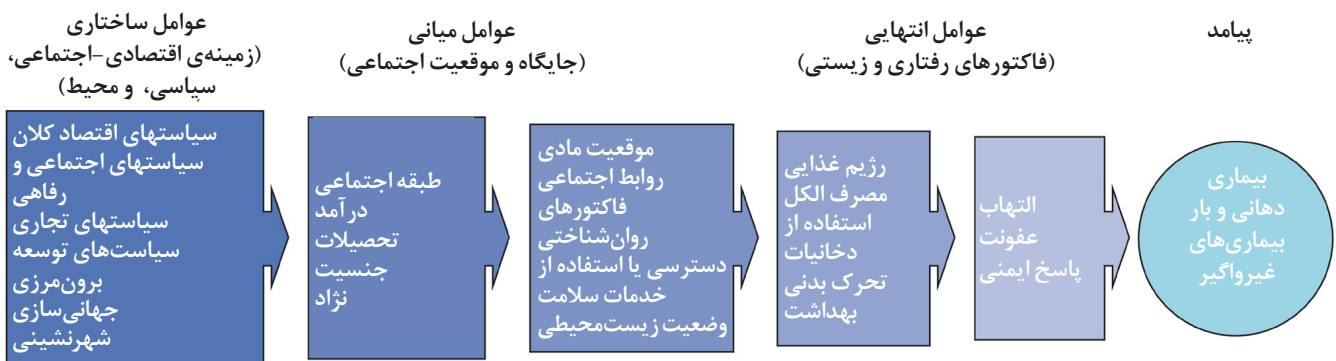 عوامل ساختاری
(زمینه‌ی اقتصادی-اجتماعی،
سیاسی، و محیط)
سیاستهای اقتصاد کلان
سیاستهای اجتماعی و
رفاهی
سیاستهای تجاری
سیاست‌های توسعه
برون‌مرزی
جهانی‌سازی
شهرنشینی
عوامل میانی
(جایگاه و موقعیت اجتماعی)
طبقه اجتماعی
درآمد
تحصیلات
جنسیت
نژاد
موقعیت مادی
روابط اجتماعی
فاکتورهای
روان‌شناختی
دسترسی یا استفاده از
خدمات سلامت
وضعیت زیست‌محیطی
عوامل انتهایی
(فاکتورهای رفتاری و زیستی)
رژیم غذایی
مصرف الکل
استفاده از
دخانیات
تحرک بدنی
بهداشت
التهاب
عفونت
پاسخ ایمنی
پیامد
بیماری
دهانی و بار
بیماری‌های
غیرواگیر